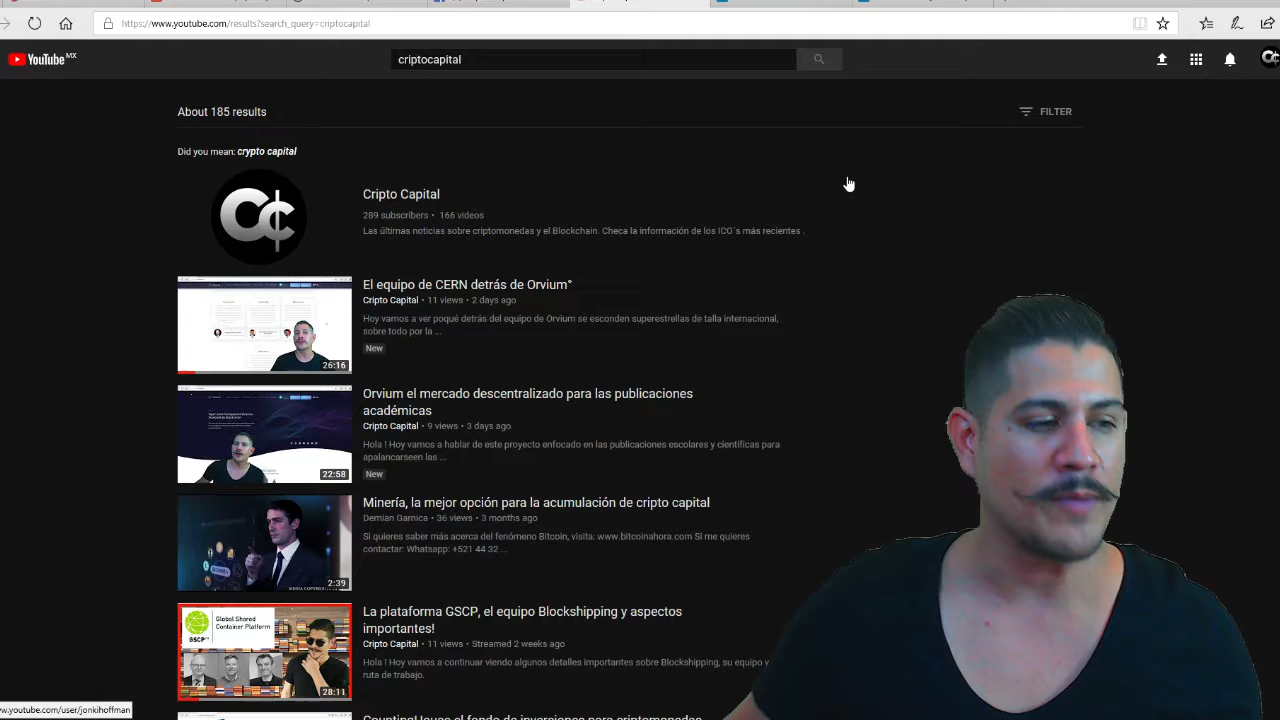 https://www.youtube.com/results?search_query=criptocapital
YouTube MX
criptocapital
About 185 results
FILTER
Did you mean: crypto capital
C¢
Cripto Capital
289 subscribers • 166 videos
Las últimas noticias sobre criptomonedas y el Blockchain. Checa la información de los ICO´s más recientes .
El equipo de CERN detrás de Orvium°
Cripto Capital • 11 views • 2 days ago
Hoy vamos a ver poqué detrás del equipo de Orvium se esconden superestrellas de talla internacional,
sobre todo por la ...
New
26:16
Orvium el mercado descentralizado para las publicaciones
académicas
Cripto Capital • 9 views • 3 days ago
Hola ! Hoy vamos a hablar de este proyecto enfocado en las publicaciones escolares y científicas para
apalancarseen las ...
New
22:58
Minería, la mejor opción para la acumulación de cripto capital
Demian Garnica • 36 views • 3 months ago
Si quieres saber más acerca del fenómeno Bitcoin, visita: www.bitcoinahora.com Si me quieres
contactar: Whatsapp: +521 44 32 ...
2:39
La plataforma GSCP, el equipo Blockshipping y aspectos
importantes!
Cripto Capital • 11 views • Streamed 2 weeks ago
Hola ! Hoy vamos a continuar viendo algunos detalles importantes sobre Blockshipping, su equipo y
ruta de trabajo.
GSCP
Global Shared
Container Platform
28:11
ww.youtube.com/user/jonkihoffman